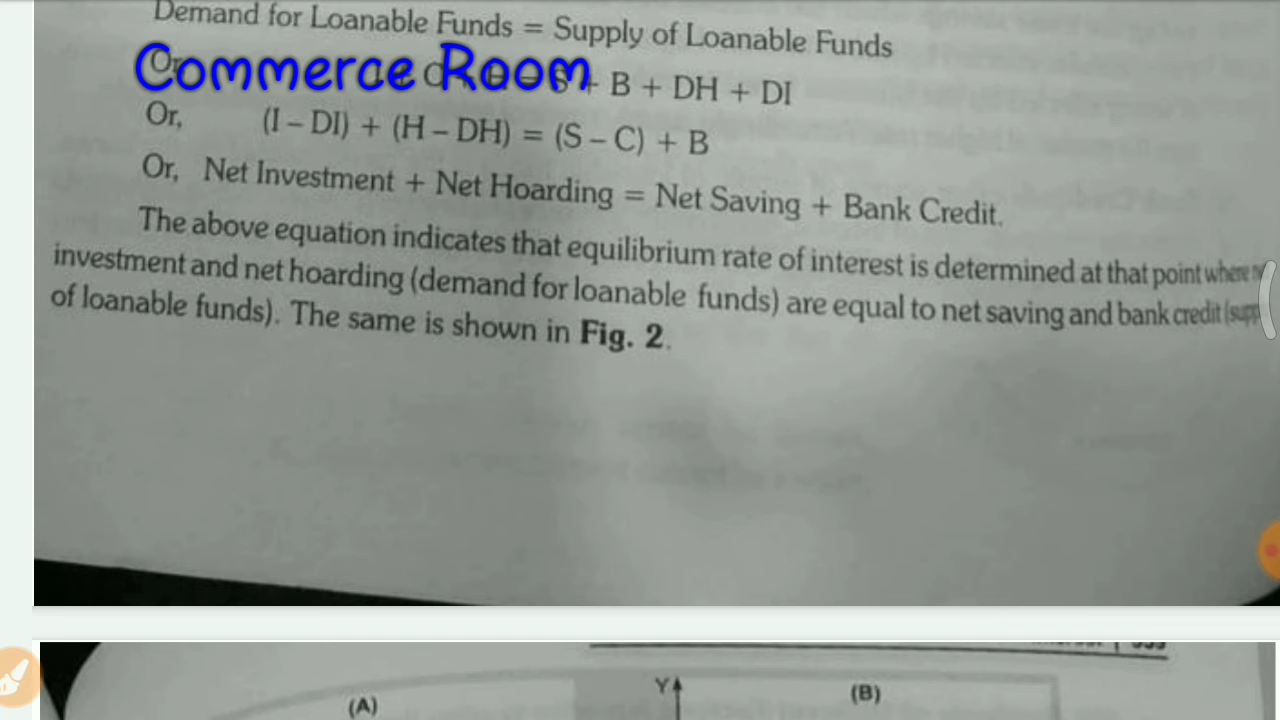 Demand for Loanable Funds = Supply of Loanable Funds
Commerce Room
Or, + B + DH + DI
Or, (I – DI) + (H – DH) = (S – C) + B
Or, Net Investment + Net Hoarding = Net Saving + Bank Credit.
The above equation indicates that equilibrium rate of interest is determined at that point where
investment and net hoarding (demand for loanable funds) are equal to net saving and bank credit
of loanable funds). The same is shown in Fig. 2.
(A) Y (B)